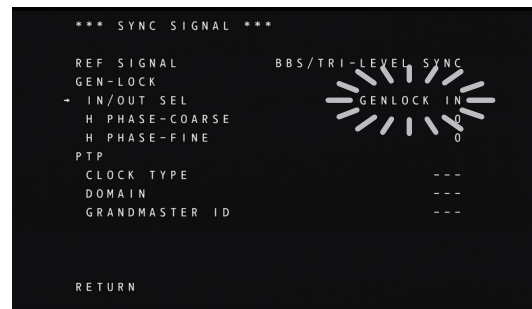 *** SYNC SIGNAL ***
REF SIGNAL BBS/TRI-LEVEL SYNC
GEN-LOCK
→ IN/OUT SEL GENLOCK IN
H PHASE-COARSE 0
H PHASE-FINE 0
PTP
CLOCK TYPE ---
DOMAIN ---
GRANDMASTER ID ---
RETURN